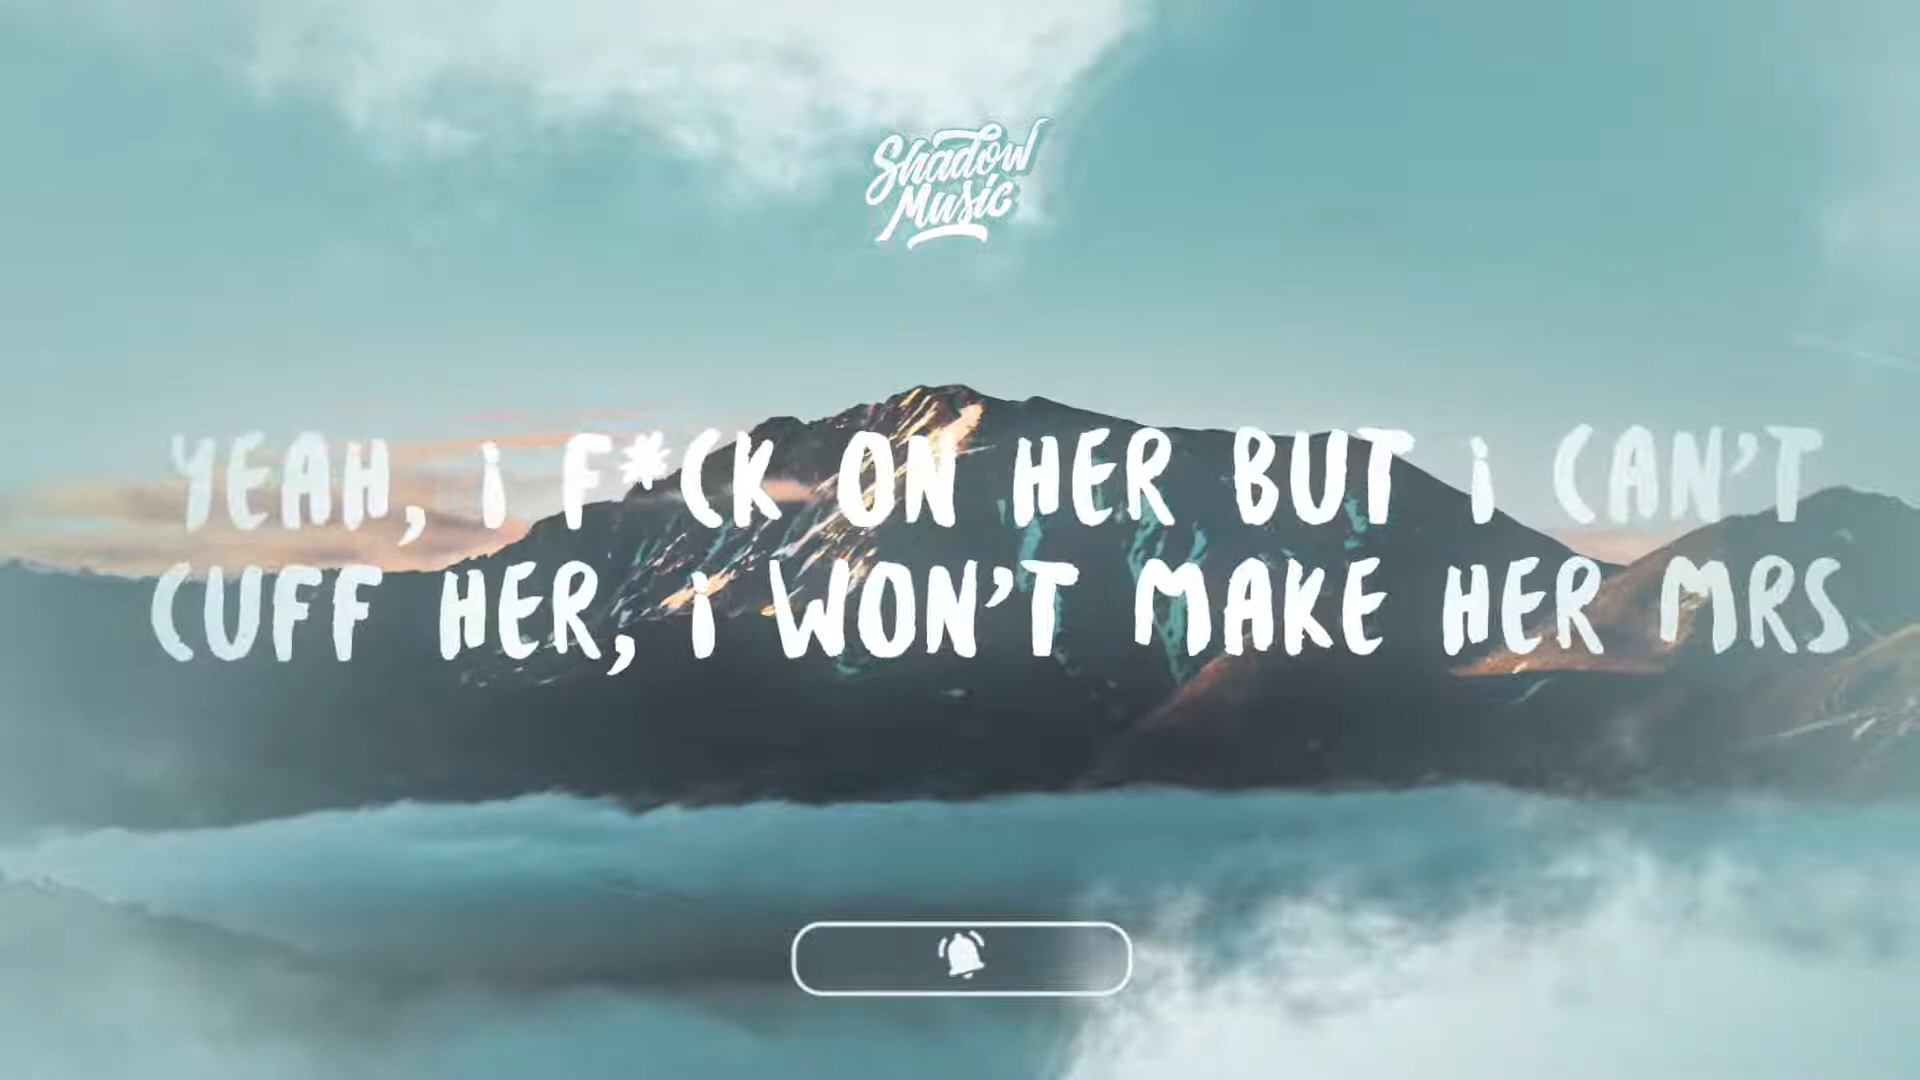 Shadow
Music
YEAH, i F*CK ON HER BUT i CAN'T
CUFF HER, i WON'T MAKE HER MRS